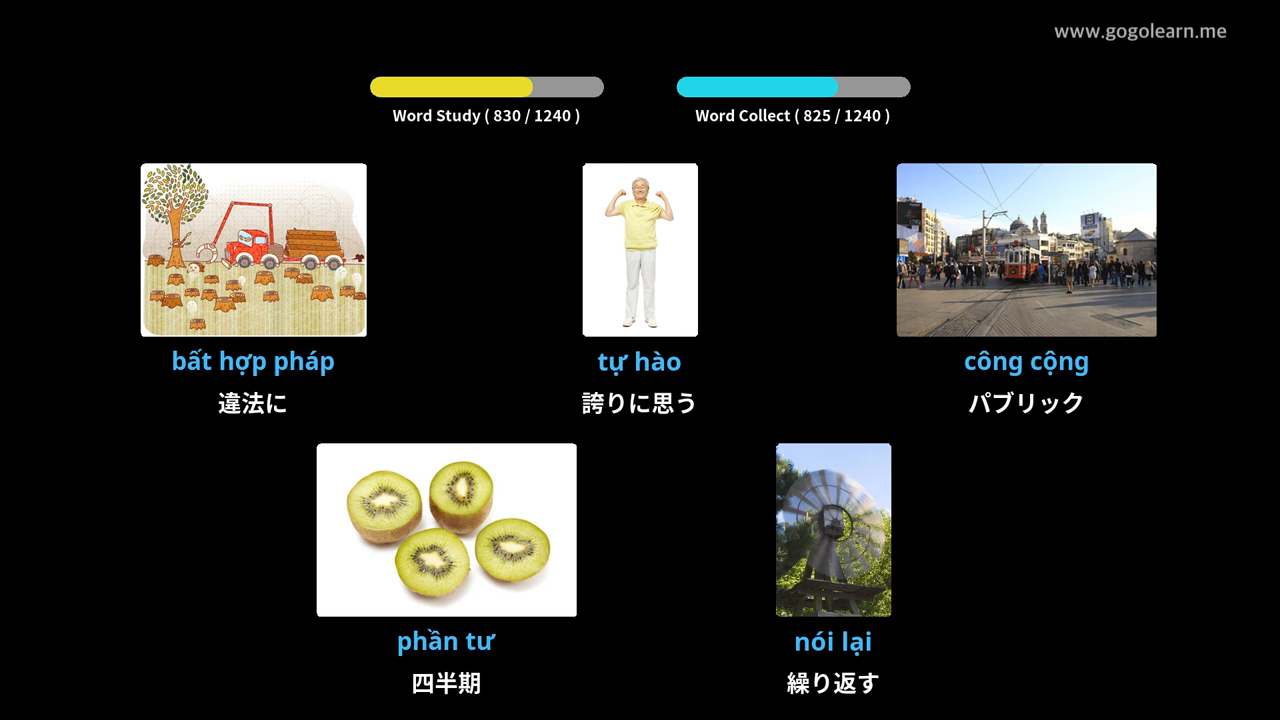 www.gogolearn.me
Word Study ( 830 / 1240 )
Word Collect ( 825 / 1240 )
bất hợp pháp
違法に
tự hào
誇りに思う
công cộng
パブリック
phần tư
四半期
nói lại
繰り返す